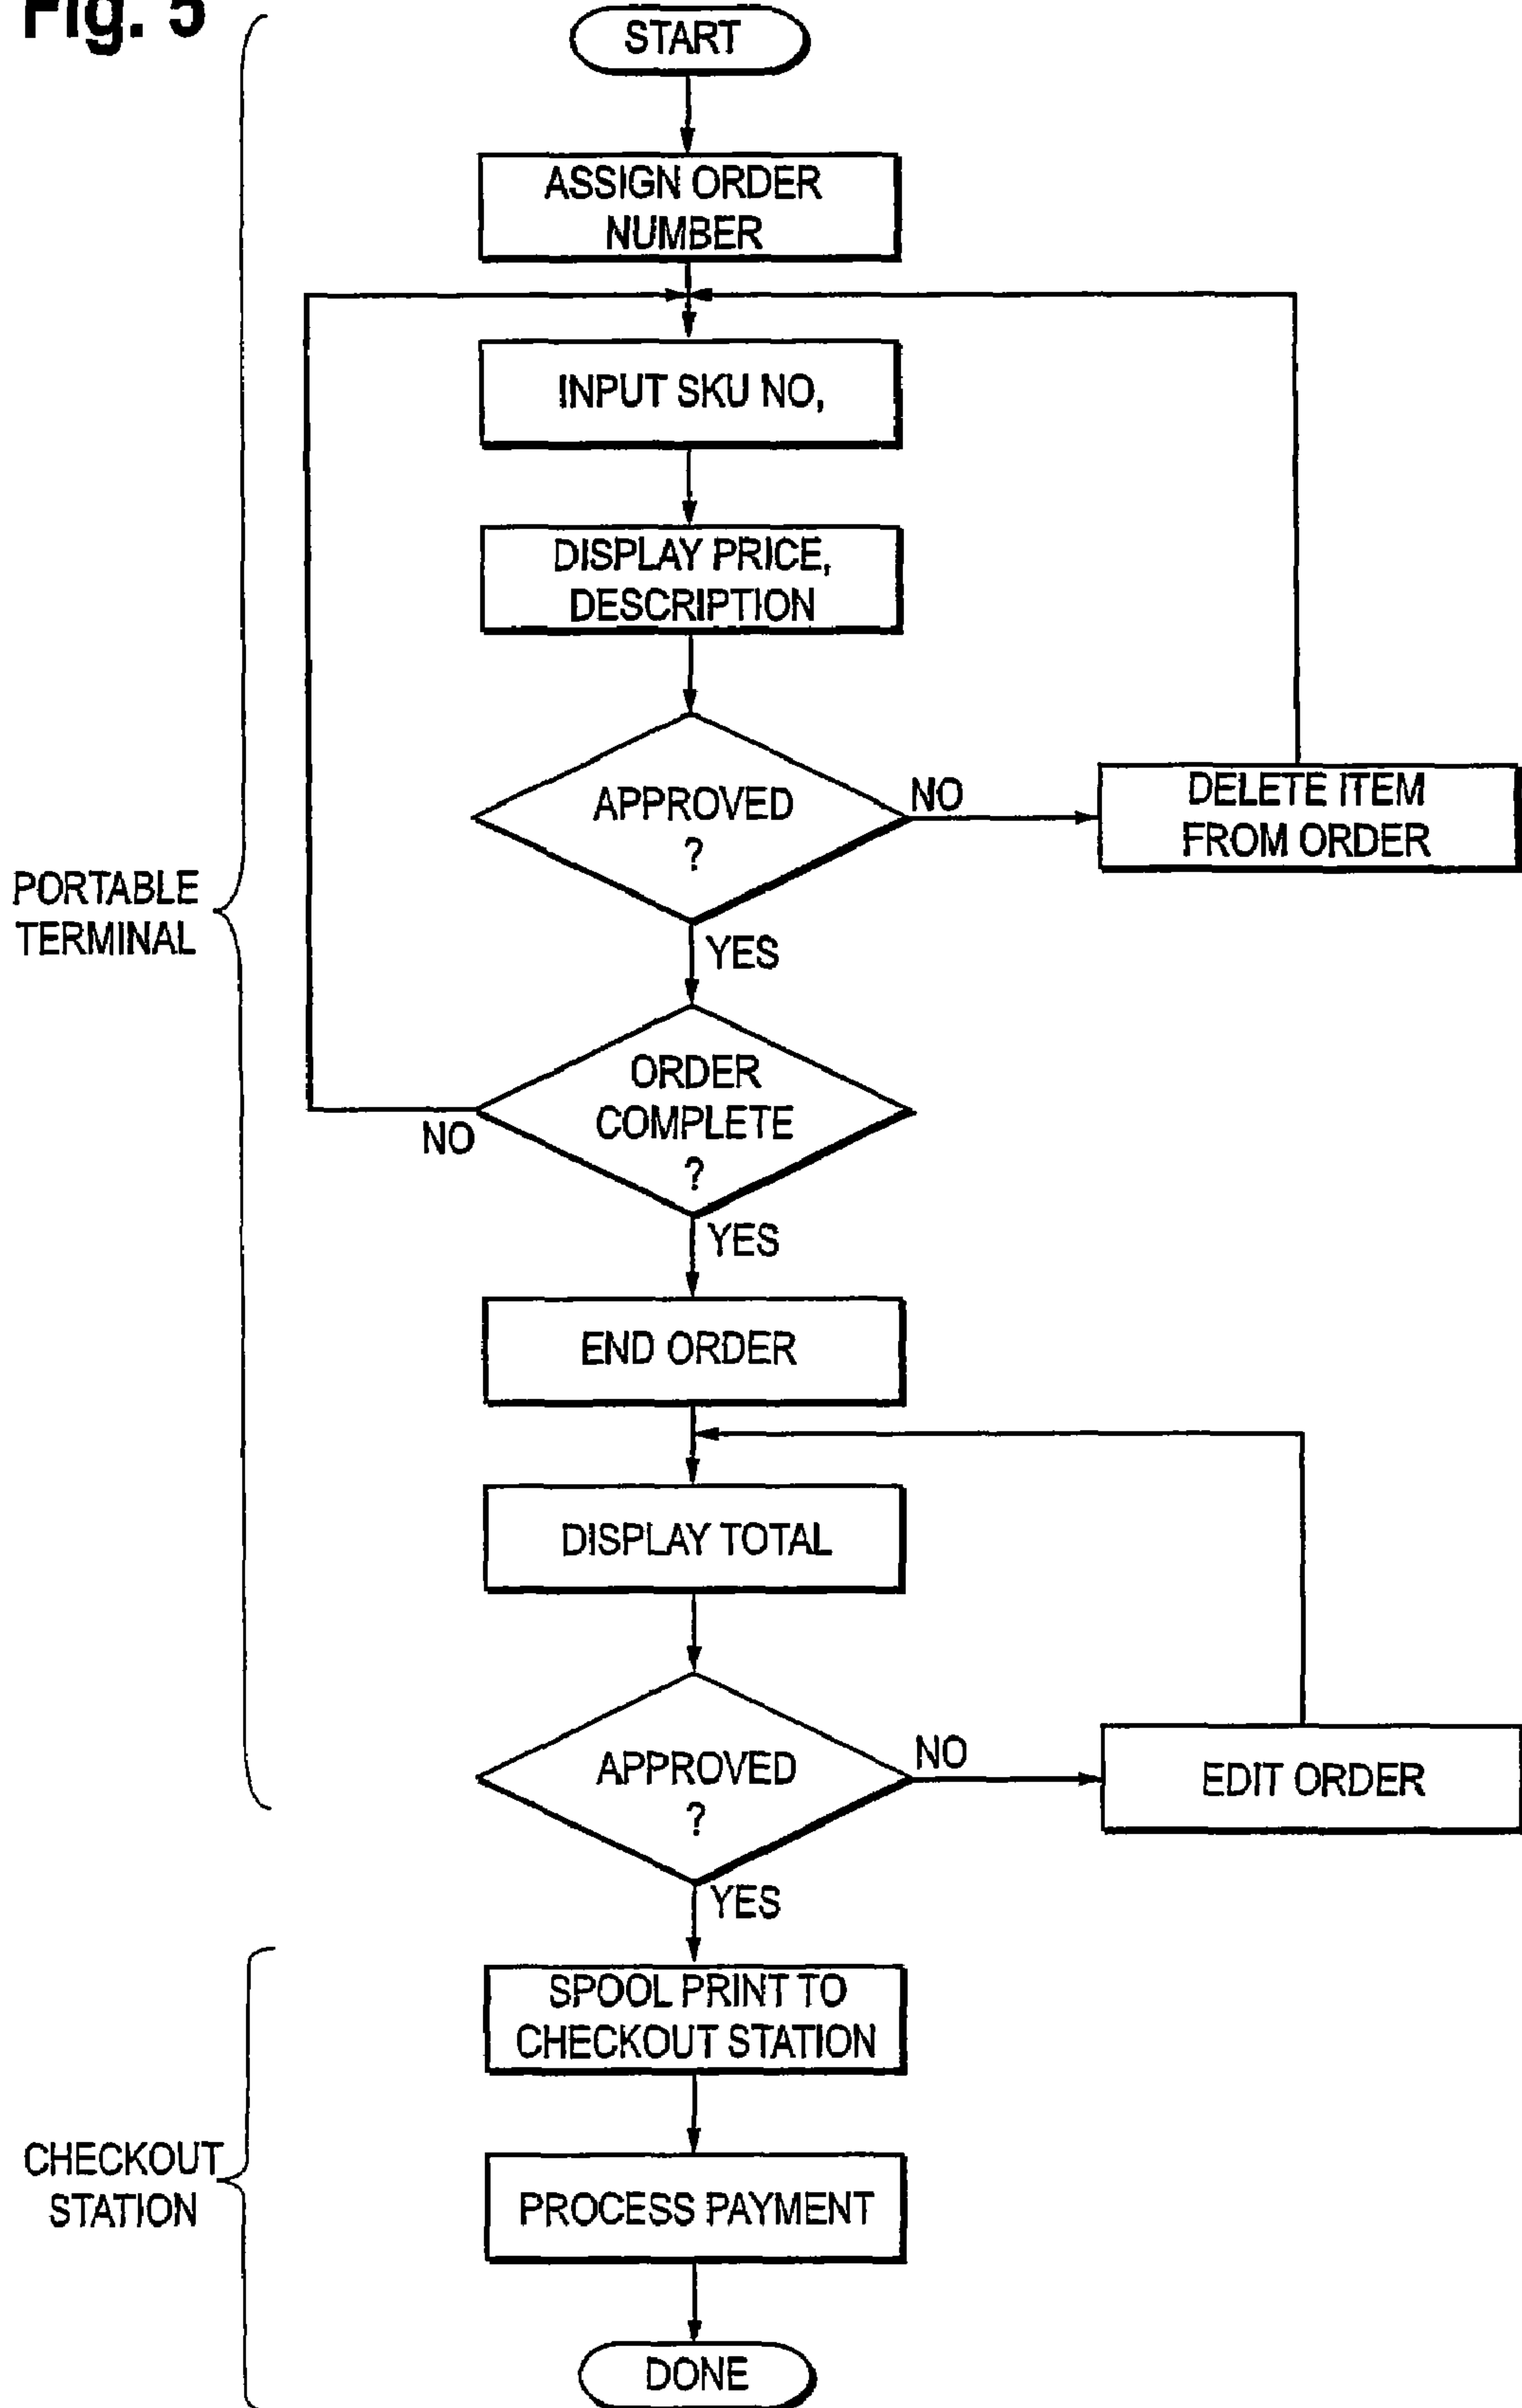 Fig. 5
START
ASSIGN ORDER
NUMBER
INPUT SKU NO,
DISPLAY PRICE,
DESCRIPTION
APPROVED
?
NO
DELETE ITEM
FROM ORDER
PORTABLE
TERMINAL
YES
ORDER
COMPLETE
?
NO
YES
END ORDER
DISPLAY TOTAL
APPROVED
?
NO
EDIT ORDER
YES
SPOOL PRINT TO
CHECKOUT STATION
CHECKOUT
STATION
PROCESS PAYMENT
DONE